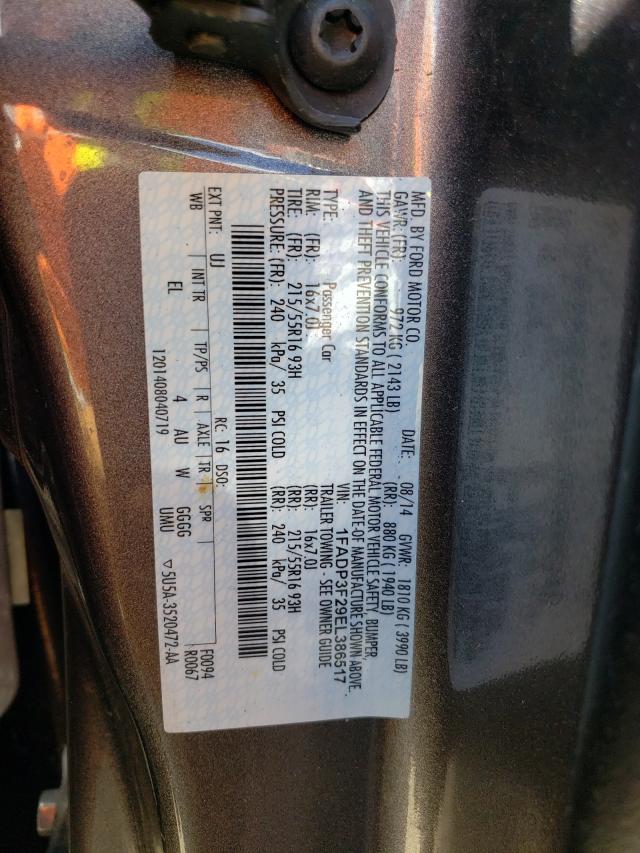 MFD. BY FORD MOTOR CO.
DATE: 08/14 GVWR: 1810 KG ( 3990 LB)
GAWR: (FR): 972 KG ( 2143 LB) (RR): 880 KG ( 1940 LB)
THIS VEHICLE CONFORMS TO ALL APPLICABLE FEDERAL MOTOR VEHICLE SAFETY, BUMPER,
AND THEFT PREVENTION STANDARDS IN EFFECT ON THE DATE OF MANUFACTURE SHOWN ABOVE.
VIN: 1FADP3F29EL386517
TYPE: Passenger Car TRAILER TOWING - SEE OWNER GUIDE
RIM: (FR): 16x7.0J (RR): 16x7.0J
TIRE: (FR): 215/55R16 93H (RR): 215/55R16 93H
PRESSURE: (FR): 240 kPa/ 35 PSI COLD (RR): 240 kPa/ 35 PSI COLD
EXT PNT: UJ RC: 16 DSO: F0094
WB INT TR TP/PS R AXLE TR SPR R0067
EL 4 AU W GGGG
UMU
1201408040719 ▽5U5A-3520472-AA